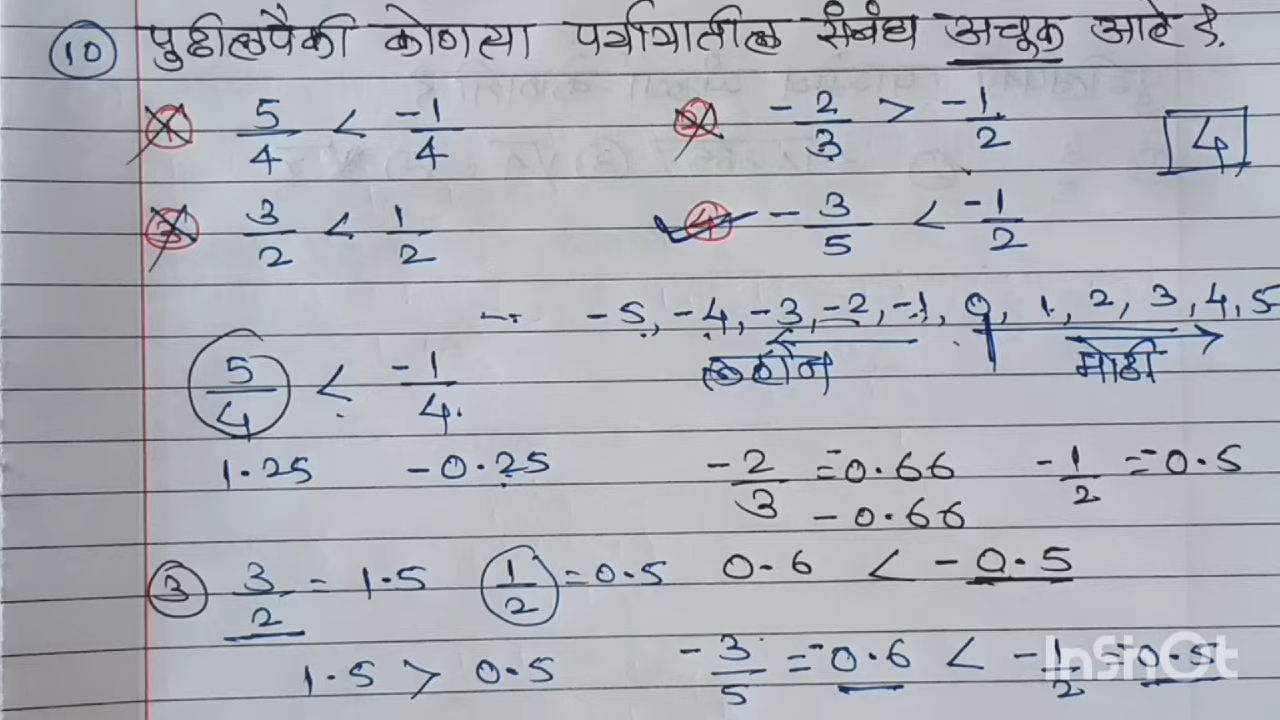 10 पुढीलपैकी कोणत्या पर्यायातील संबंध अचूक आहे ?
1 5/4 < -1/4 2 -2/3 > -1/2 4
3 3/2 < 1/2 4 -3/5 < -1/2
-5, -4, -3, -2, -1, 0, 1, 2, 3, 4, 5
लहान मोठी
5/4 < -1/4
1.25 -0.25
-2/3 = -0.66 -1/2 = -0.5
-0.66
3 3/2 = 1.5 1/2 = 0.5 0.6 < -0.5
1.5 > 0.5 -3/5 = -0.6 < -1/2 = -0.5
InShOt